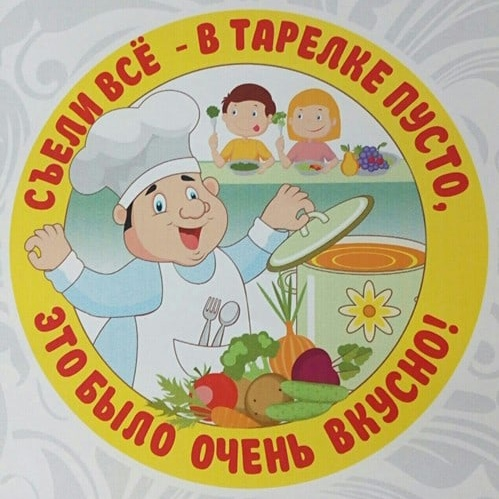 СЪЕЛИ ВСЁ - В ТАРЕЛКЕ ПУСТО,
ЭТО БЫЛО ОЧЕНЬ ВКУСНО!